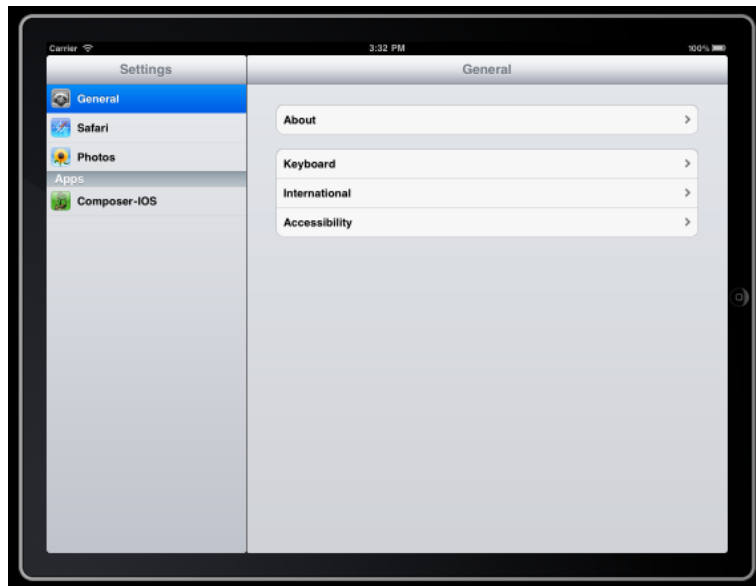 Carrier
3:32 PM
100%
Settings
General
General
Safari
Photos
Apps
Composer-IOS
About
Keyboard
International
Accessibility